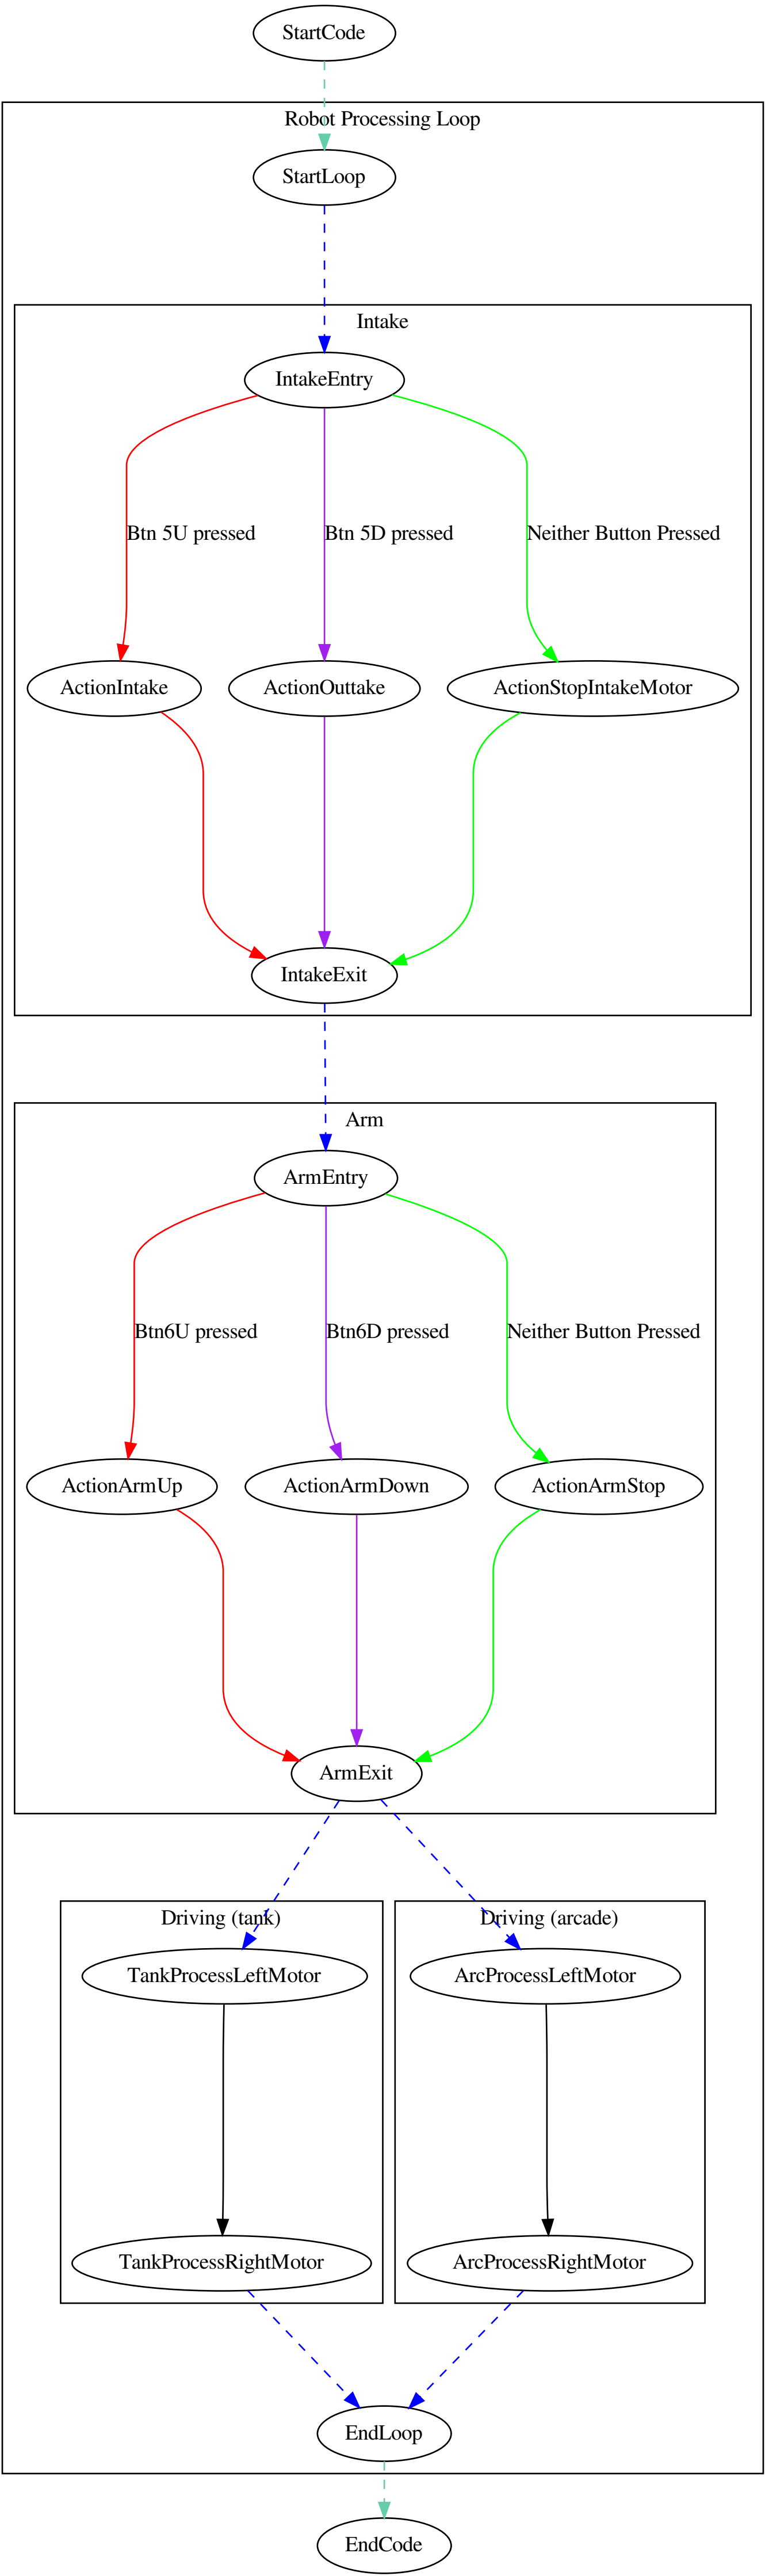 StartCode
Robot Processing Loop
StartLoop
Intake
IntakeEntry
Btn 5U pressed
Btn 5D pressed
Neither Button Pressed
ActionIntake
ActionOuttake
ActionStopIntakeMotor
IntakeExit
Arm
ArmEntry
Btn6U pressed
Btn6D pressed
Neither Button Pressed
ActionArmUp
ActionArmDown
ActionArmStop
ArmExit
Driving (tank)
Driving (arcade)
TankProcessLeftMotor
ArcProcessLeftMotor
TankProcessRightMotor
ArcProcessRightMotor
EndLoop
EndCode